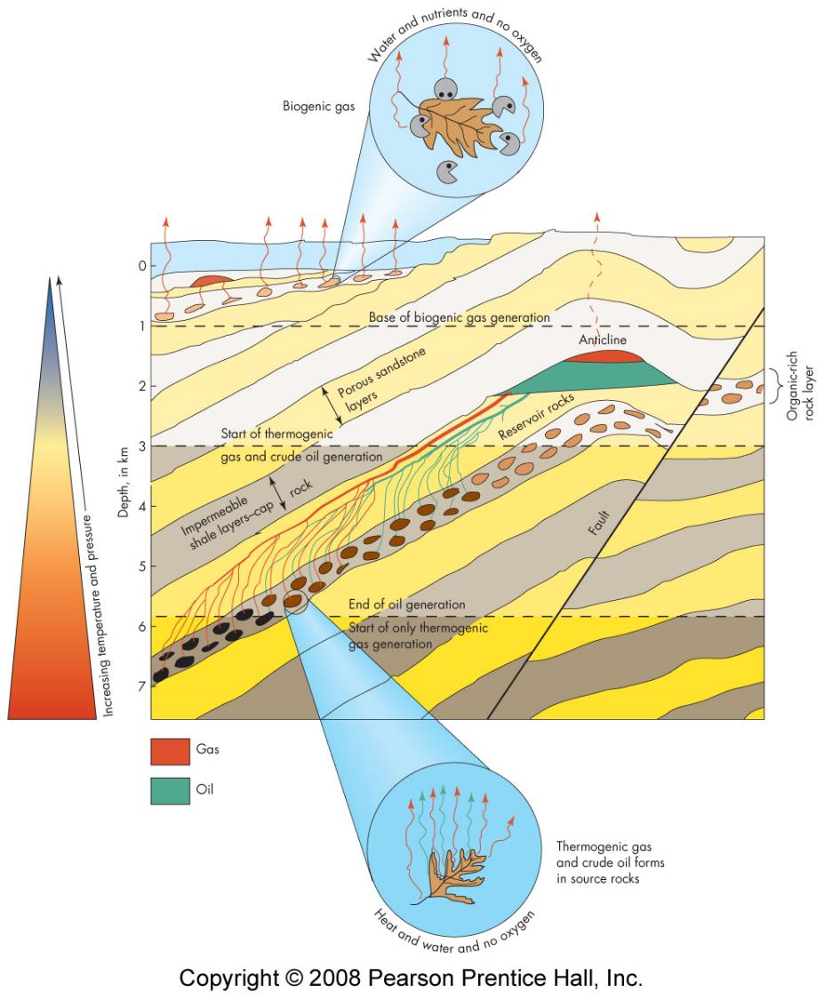 Water and nutrients and no oxygen
Biogenic gas
0
Base of biogenic gas generation
1
Anticline
Porous sandstone
layers
2
Organic-rich
rock layer
Reservoir rocks
Start of thermogenic
gas and crude oil generation
3
Depth, in km
Impermeable
shale layers–cap rock
4
Fault
Increasing temperature and pressure
5
End of oil generation
6
Start of only thermogenic
gas generation
7
Gas
Oil
Thermogenic gas
and crude oil forms
in source rocks
Heat and water and no oxygen
Copyright © 2008 Pearson Prentice Hall, Inc.